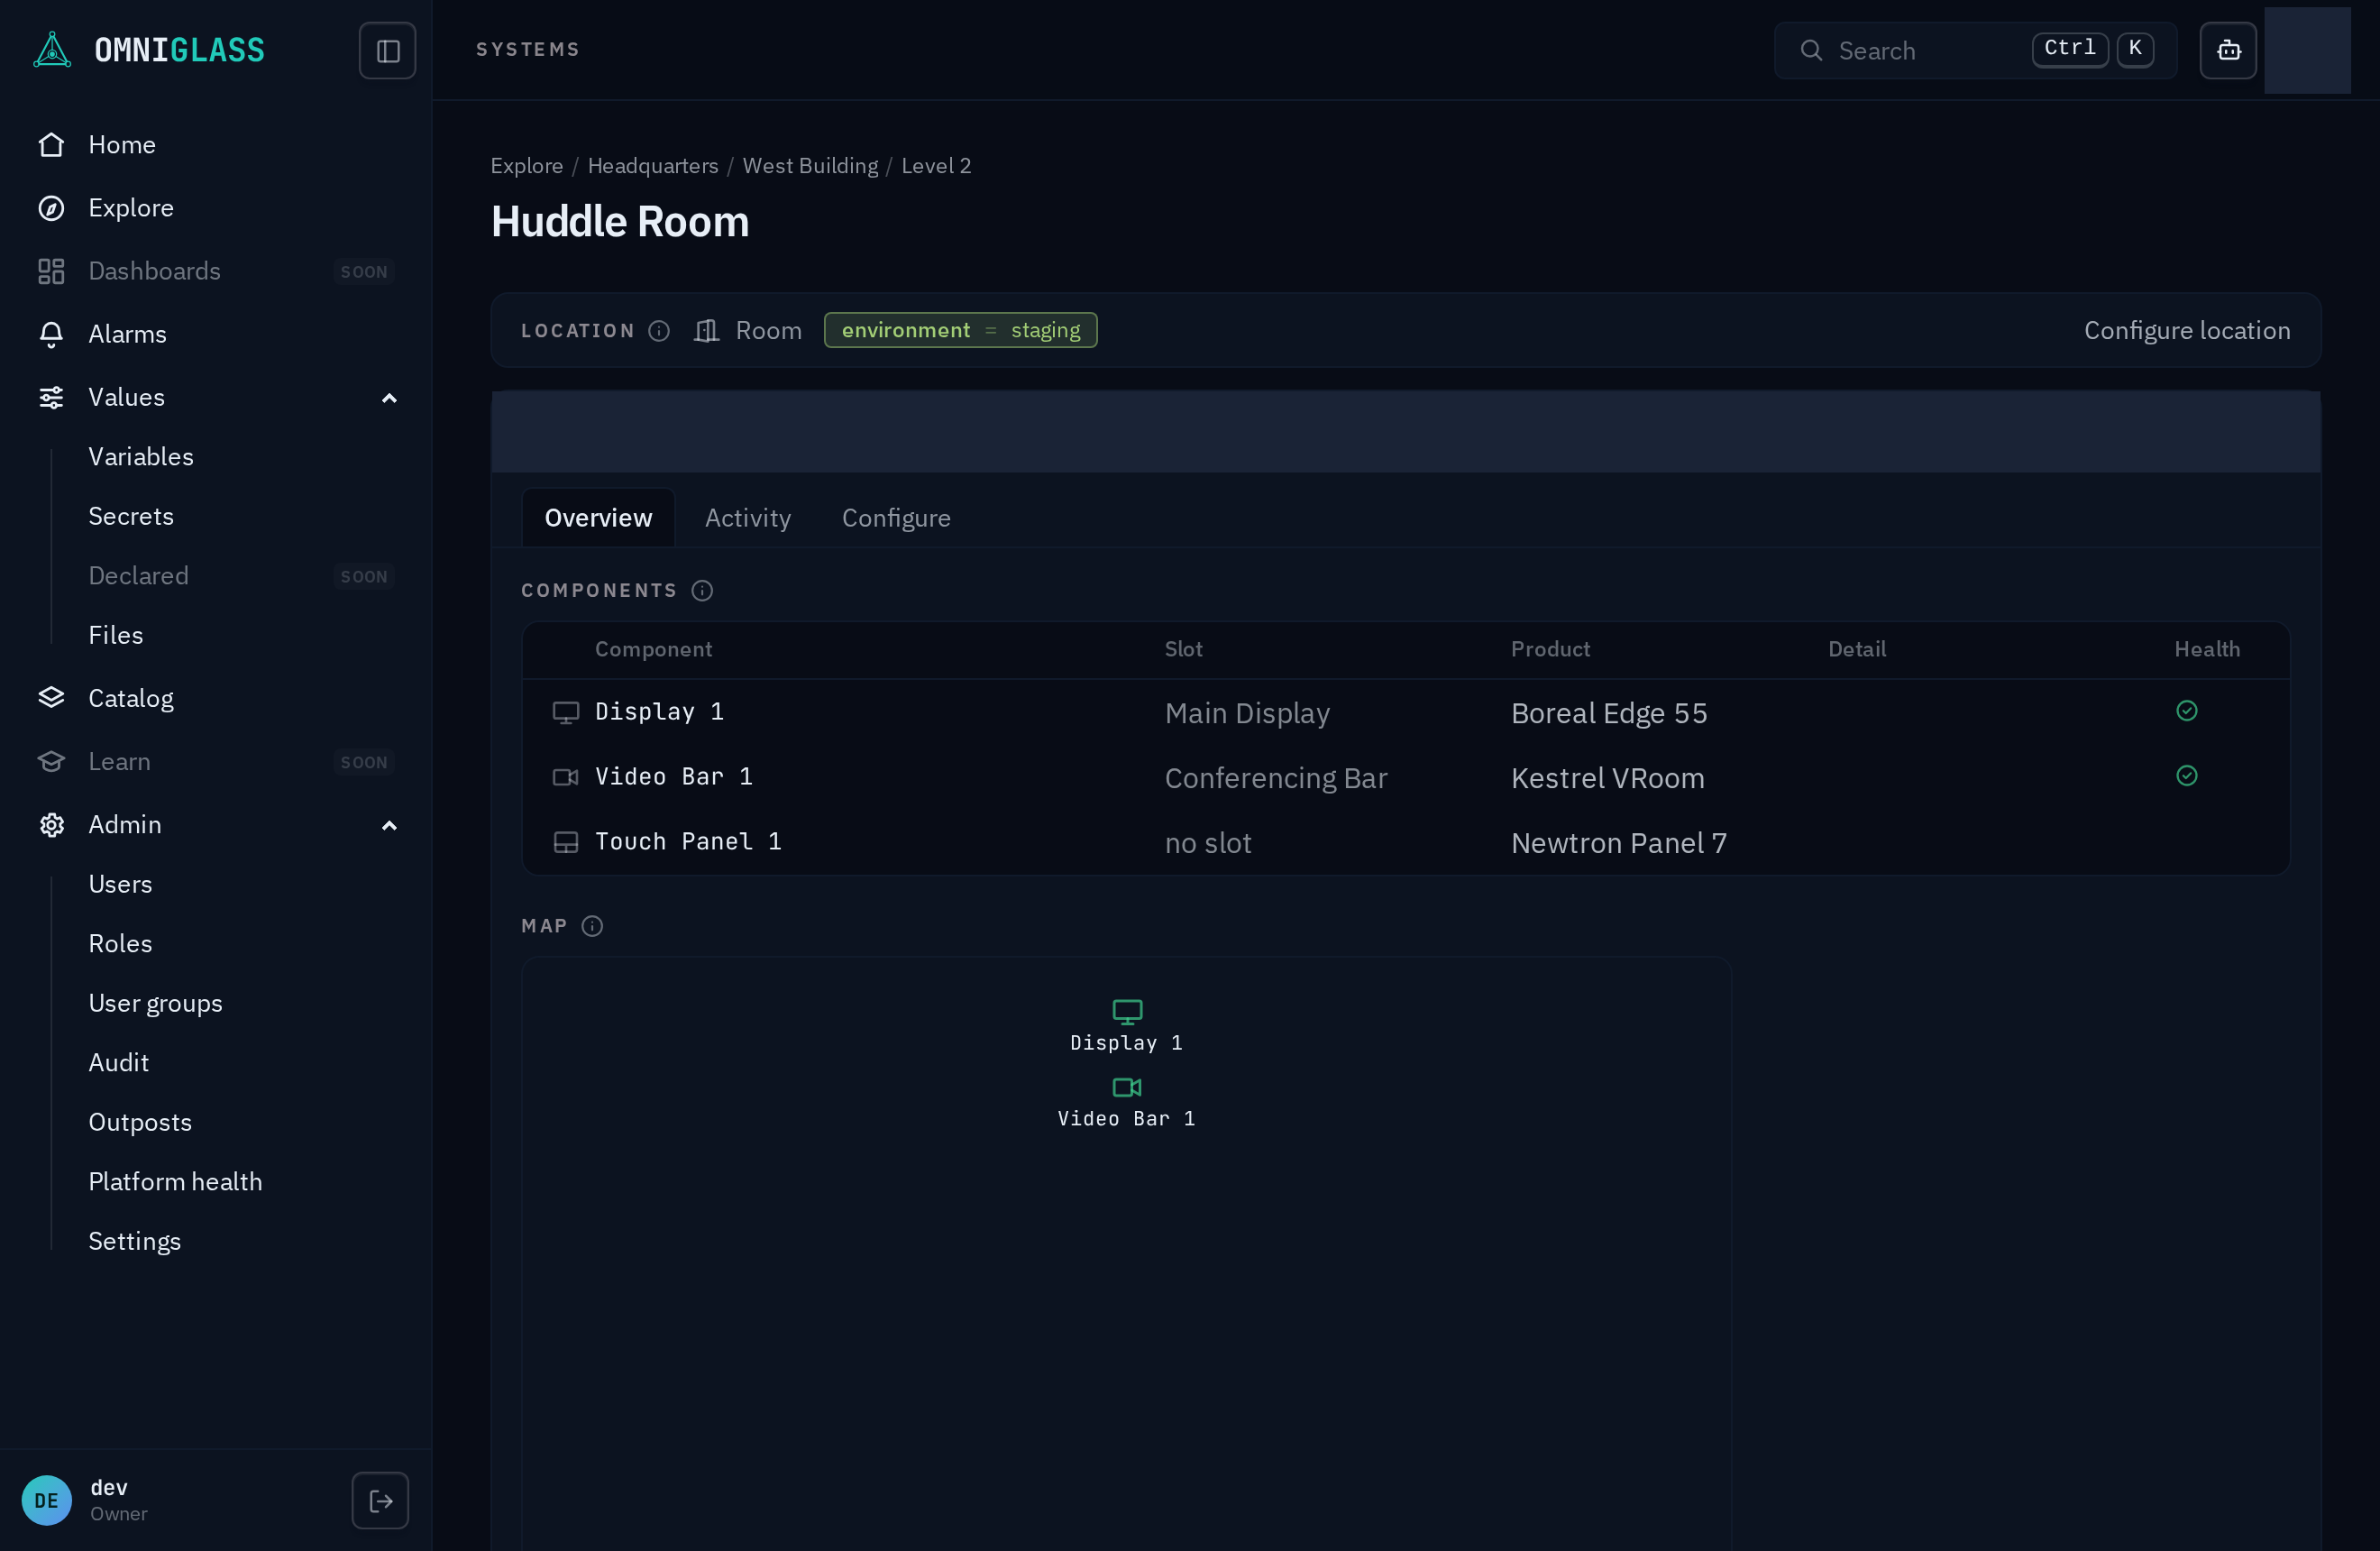 OMNIGLASS
Home
Explore
Dashboards SOON
Alarms
Values
Variables
Secrets
Declared SOON
Files
Catalog
Learn SOON
Admin
Users
Roles
User groups
Audit
Outposts
Platform health
Settings
DE
dev
Owner
SYSTEMS
Search Ctrl K
Explore / Headquarters / West Building / Level 2
Huddle Room
LOCATION Room environment = staging Configure location
Overview Activity Configure
COMPONENTS
Component Slot Product Detail Health
Display 1 Main Display Boreal Edge 55
Video Bar 1 Conferencing Bar Kestrel VRoom
Touch Panel 1 no slot Newtron Panel 7
MAP
Display 1
Video Bar 1